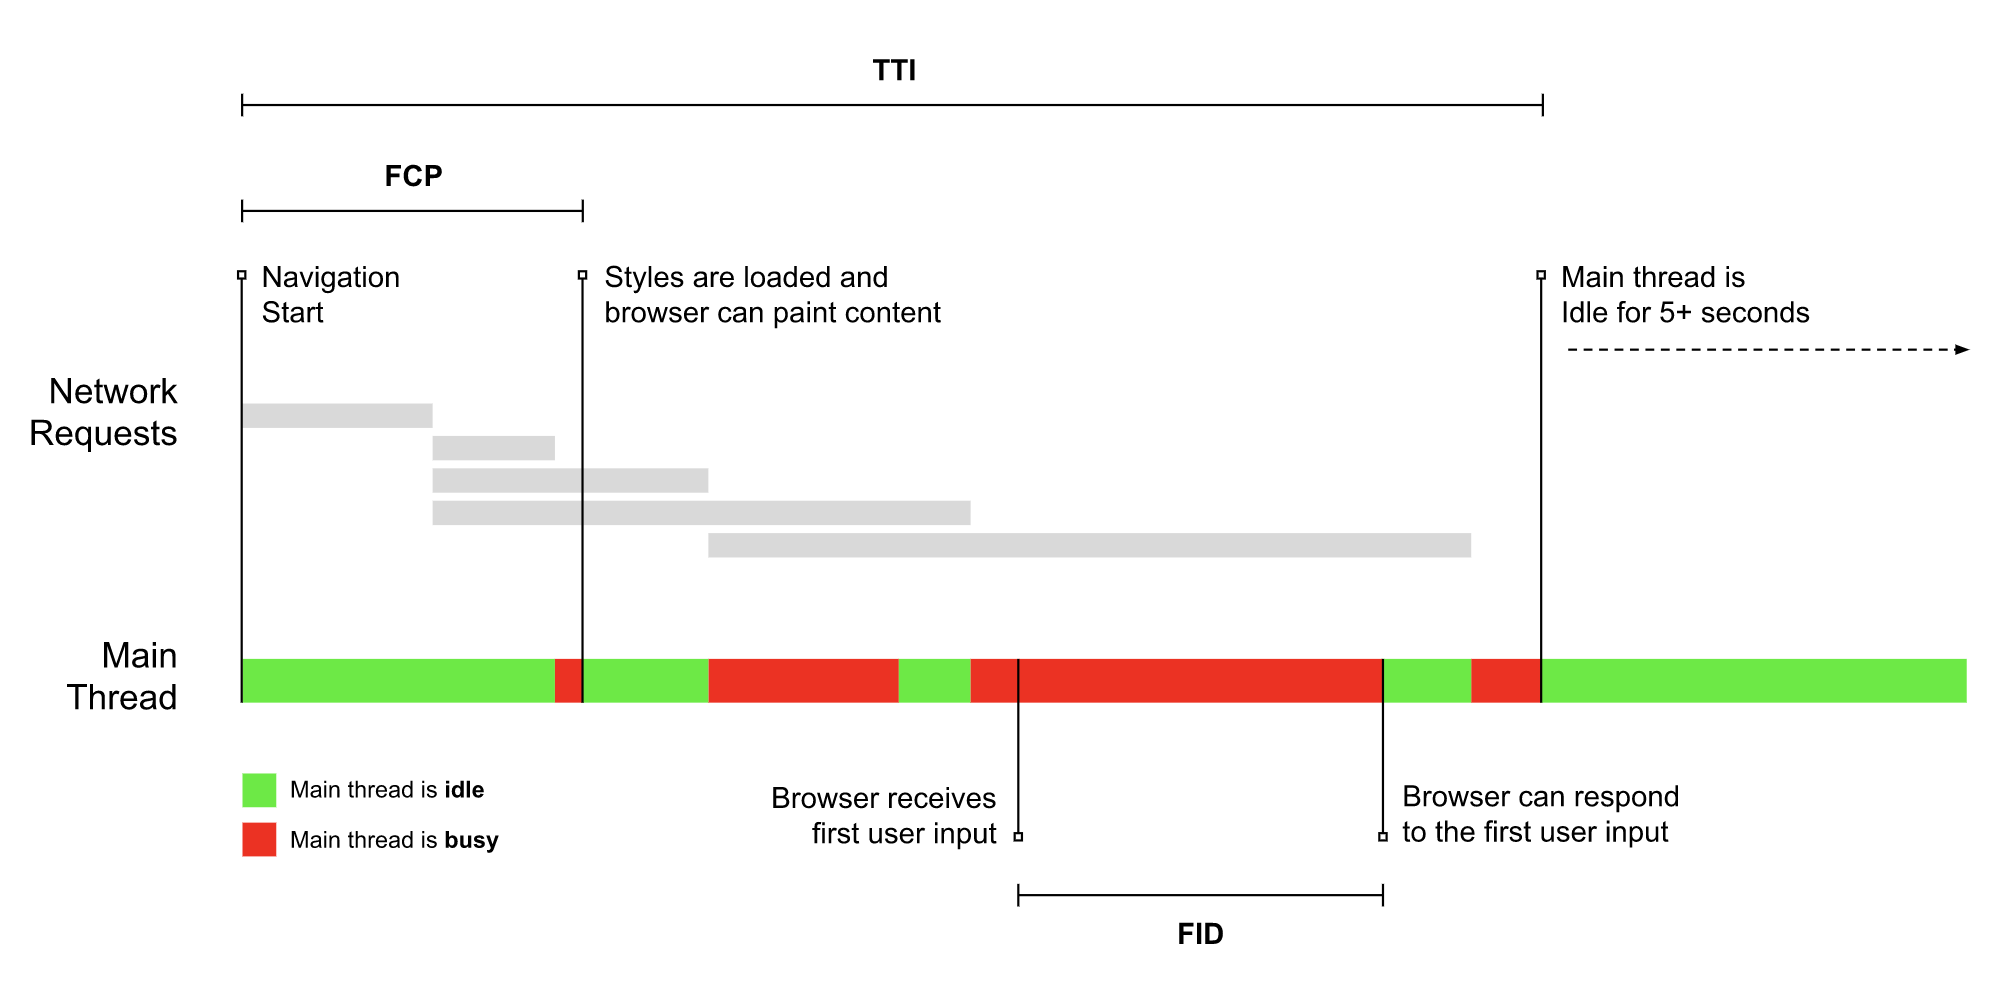 TTI
FCP
Navigation
Start
Styles are loaded and
browser can paint content
Main thread is
Idle for 5+ seconds
Network
Requests
Main
Thread
Main thread is idle
Main thread is busy
Browser receives
first user input
Browser can respond
to the first user input
FID